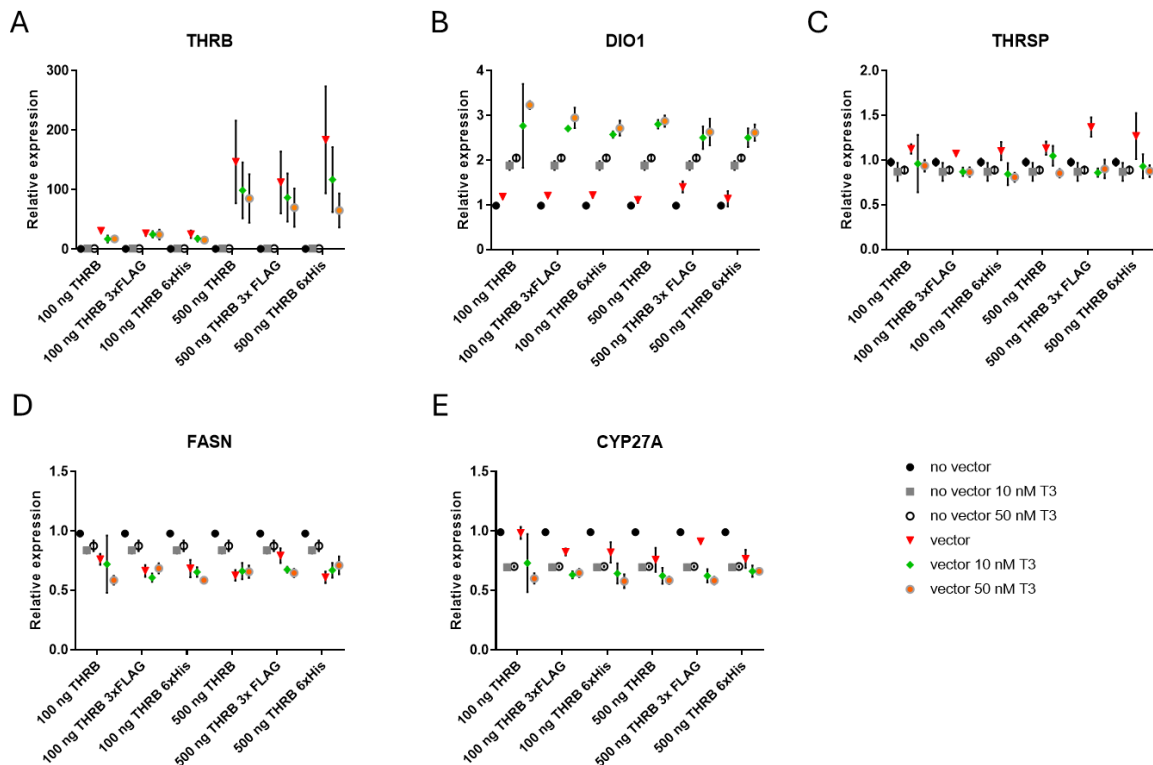 A
THRB
Relative expression
300
200
100
0
100 ng THRB
100 ng THRB 3xFLAG
100 ng THRB 6xHis
500 ng THRB
500 ng THRB 3x FLAG
500 ng THRB 6xHis
B
DIO1
Relative expression
4
3
2
1
0
100 ng THRB
100 ng THRB 3xFLAG
100 ng THRB 6xHis
500 ng THRB
500 ng THRB 3x FLAG
500 ng THRB 6xHis
C
THRSP
Relative expression
2.0
1.5
1.0
0.5
0.0
100 ng THRB
100 ng THRB 3xFLAG
100 ng THRB 6xHis
500 ng THRB
500 ng THRB 3x FLAG
500 ng THRB 6xHis
D
FASN
Relative expression
1.5
1.0
0.5
0.0
100 ng THRB
100 ng THRB 3xFLAG
100 ng THRB 6xHis
500 ng THRB
500 ng THRB 3x FLAG
500 ng THRB 6xHis
E
CYP27A
Relative expression
1.5
1.0
0.5
0.0
100 ng THRB
100 ng THRB 3xFLAG
100 ng THRB 6xHis
500 ng THRB
500 ng THRB 3x FLAG
500 ng THRB 6xHis
no vector
no vector 10 nM T3
no vector 50 nM T3
vector
vector 10 nM T3
vector 50 nM T3